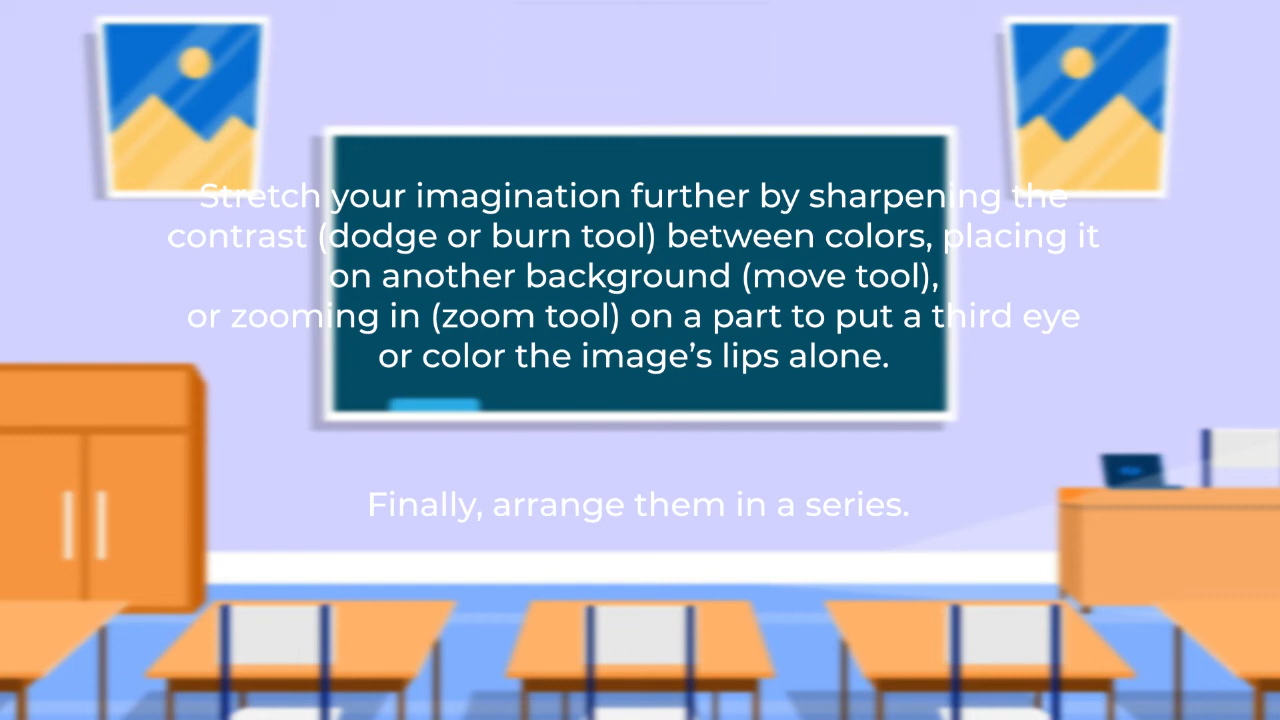 Stretch your imagination further by sharpening the
contrast (dodge or burn tool) between colors, placing it
on another background (move tool),
or zooming in (zoom tool) on a part to put a third eye
or color the image’s lips alone.
Finally, arrange them in a series.